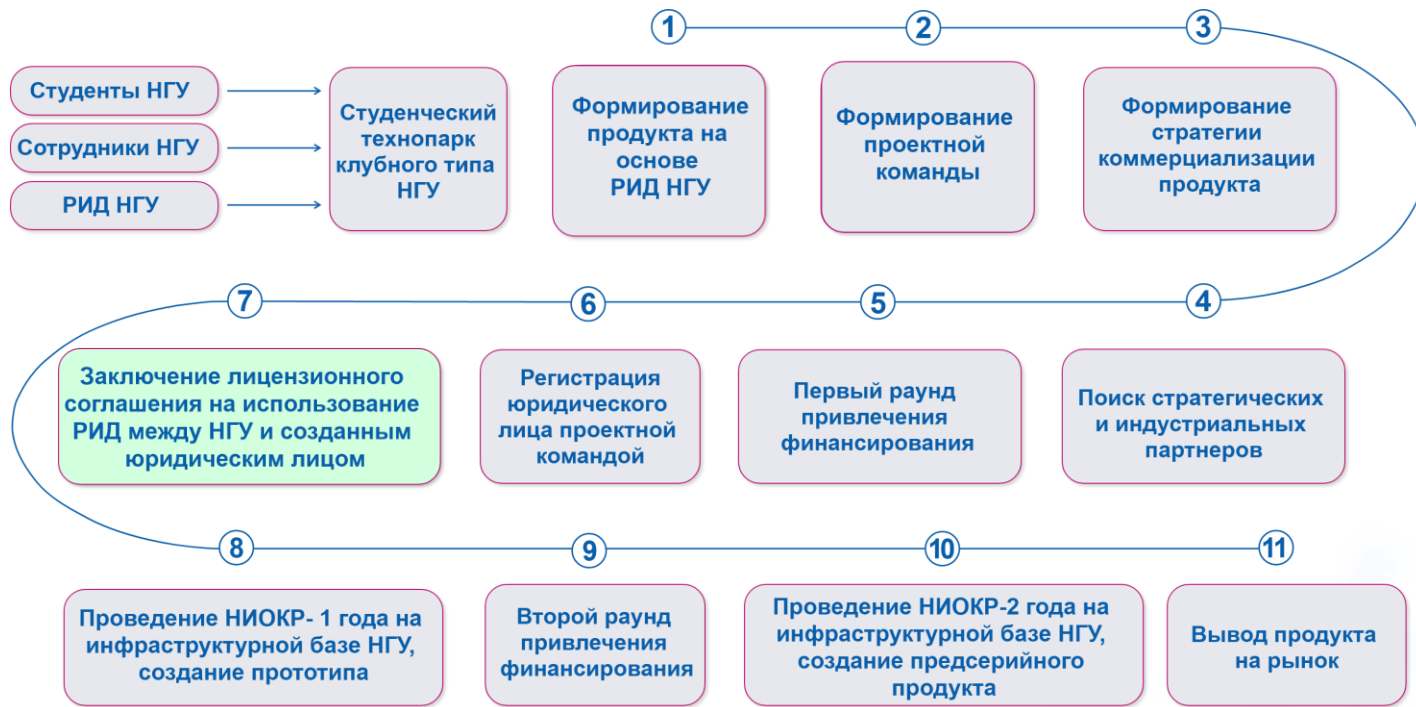 1
2
3
Студенты НГУ
Сотрудники НГУ
РИД НГУ
Студенческий
технопарк
клубного типа
НГУ
Формирование
продукта на
основе
РИД НГУ
Формирование
проектной
команды
Формирование
стратегии
коммерциализации
продукта
7
6
5
4
Заключение лицензионного
соглашения на использование
РИД между НГУ и созданным
юридическим лицом
Регистрация
юридического
лица проектной
командой
Первый раунд
привлечения
финансирования
Поиск стратегических
и индустриальных
партнеров
8
9
10
11
Проведение НИОКР- 1 года на
инфраструктурной базе НГУ,
создание прототипа
Второй раунд
привлечения
финансирования
Проведение НИОКР-2 года на
инфраструктурной базе НГУ,
создание предсерийного
продукта
Вывод продукта
на рынок